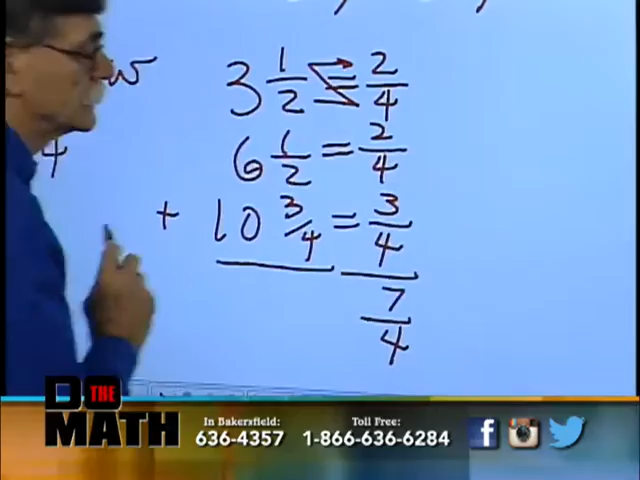 w
3 1/2 = 2/4
4
6 1/2 = 2/4
+ 10 3/4 = 3/4
7/4
DO THE MATH
In Bakersfield: 636-4357
Toll Free: 1-866-636-6284